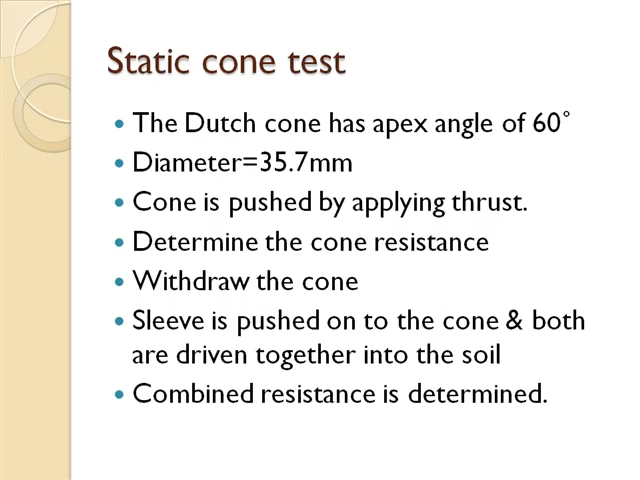 Static cone test
• The Dutch cone has apex angle of 60˚
• Diameter=35.7mm
• Cone is pushed by applying thrust.
• Determine the cone resistance
• Withdraw the cone
• Sleeve is pushed on to the cone & both
are driven together into the soil
• Combined resistance is determined.